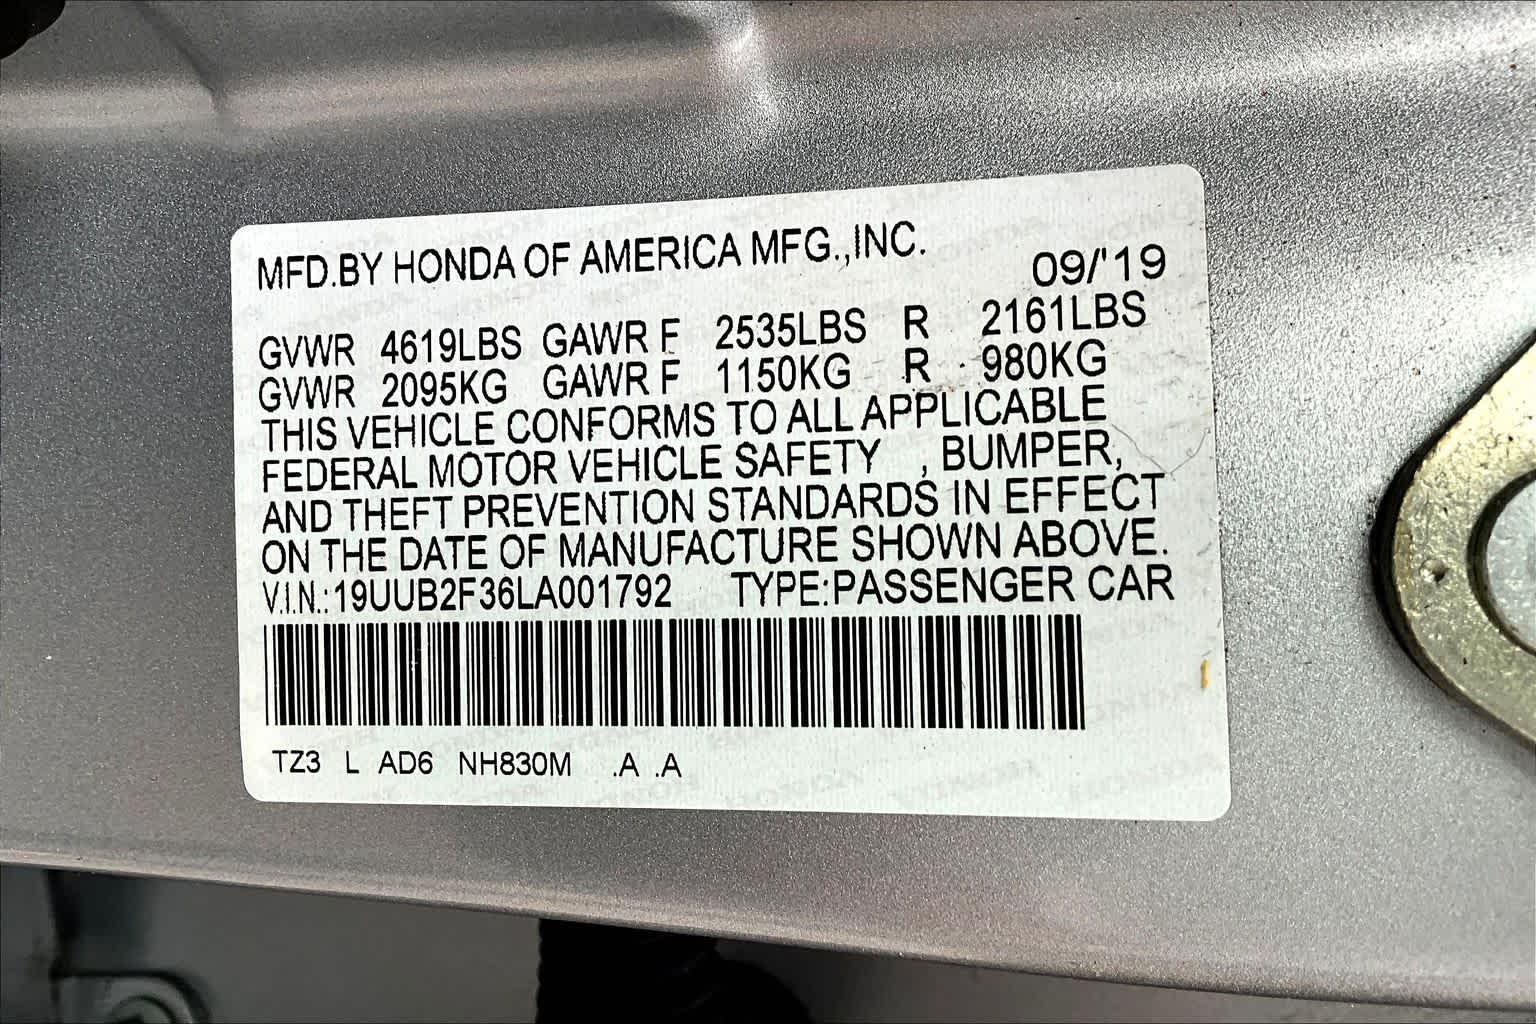 MFD.BY HONDA OF AMERICA MFG.,INC.
09/'19
GVWR 4619LBS GAWR F 2535LBS R 2161LBS
GVWR 2095KG GAWR F 1150KG R 980KG
THIS VEHICLE CONFORMS TO ALL APPLICABLE
FEDERAL MOTOR VEHICLE SAFETY , BUMPER,
AND THEFT PREVENTION STANDARDS IN EFFECT
ON THE DATE OF MANUFACTURE SHOWN ABOVE.
V.I.N.:19UUB2F36LA001792 TYPE:PASSENGER CAR
TZ3 L AD6 NH830M .A .A